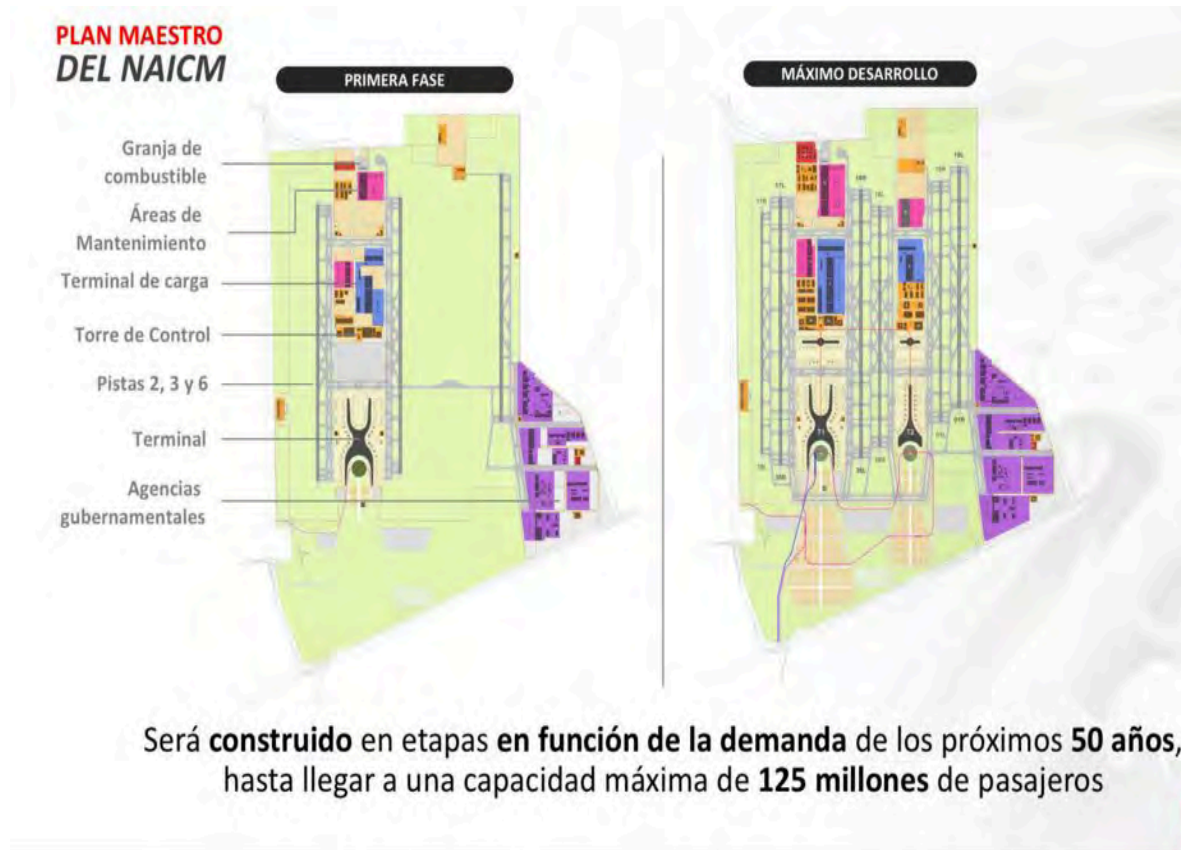 PLAN MAESTRO
DEL NAICM
PRIMERA FASE
MÁXIMO DESARROLLO
Granja de
combustible
Áreas de
Mantenimiento
Terminal de carga
Torre de Control
Pistas 2, 3 y 6
Terminal
Agencias
gubernamentales
T1
T2
Será construido en etapas en función de la demanda de los próximos 50 años,
hasta llegar a una capacidad máxima de 125 millones de pasajeros